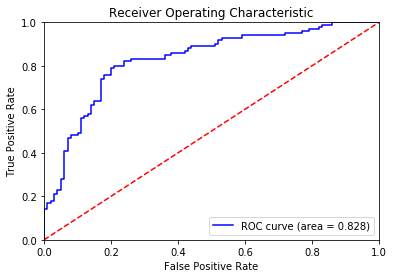 Receiver Operating Characteristic
1.0
0.8
0.6
0.4
0.2
0.0
True Positive Rate
ROC curve (area = 0.828)
0.0 0.2 0.4 0.6 0.8 1.0
False Positive Rate